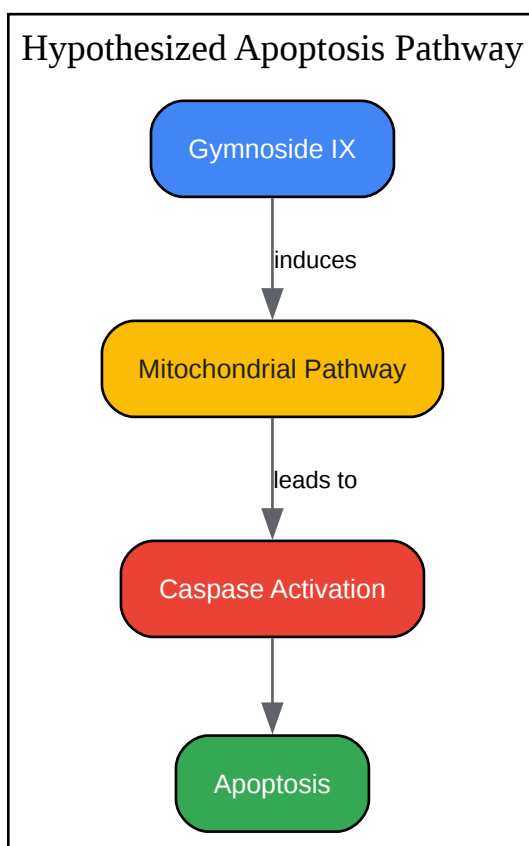 Hypothesized Apoptosis Pathway
Gymnoside IX
induces
Mitochondrial Pathway
leads to
Caspase Activation
Apoptosis